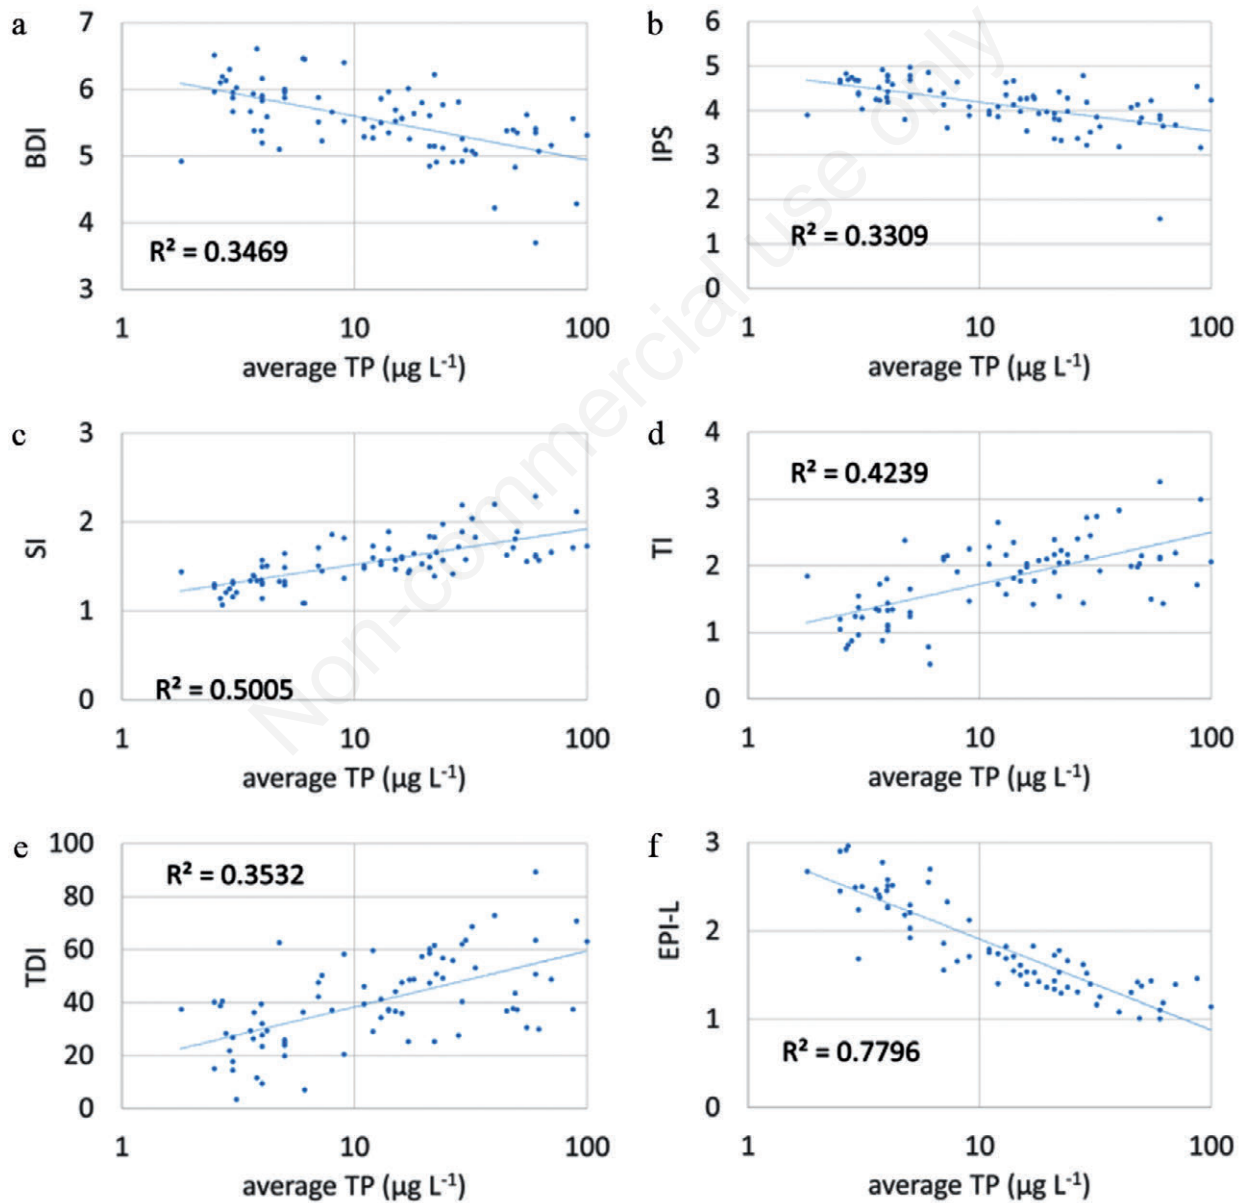 a
7
6
5
4
3
BDI
R² = 0.3469
1 10 100
average TP (µg L⁻¹)
b
6
5
4
3
2
1
0
IPS
R² = 0.3309
1 10 100
average TP (µg L⁻¹)
c
3
2
1
0
SI
R² = 0.5005
1 10 100
average TP (µg L⁻¹)
d
4
3
2
1
0
TI
R² = 0.4239
1 10 100
average TP (µg L⁻¹)
e
100
80
60
40
20
0
TDI
R² = 0.3532
1 10 100
average TP (µg L⁻¹)
f
3
2
1
0
EPI-L
R² = 0.7796
1 10 100
average TP (µg L⁻¹)
Non-commercial use only